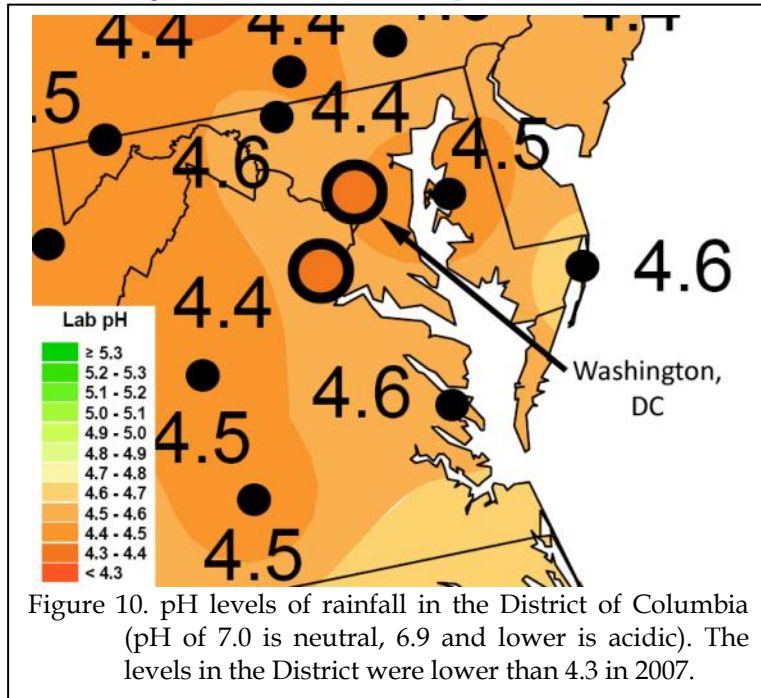 4.4
4.4
4.4
.5
4.4
4.5
4.6
4.6
4.4
Lab pH
≥ 5.3
5.2 - 5.3
5.1 - 5.2
5.0 - 5.1
4.9 - 5.0
4.8 - 4.9
4.7 - 4.8
4.6 - 4.7
4.5 - 4.6
4.4 - 4.5
4.3 - 4.4
< 4.3
Washington,
DC
4.6
4.5
4.5
Figure 10. pH levels of rainfall in the District of Columbia
(pH of 7.0 is neutral, 6.9 and lower is acidic). The
levels in the District were lower than 4.3 in 2007.